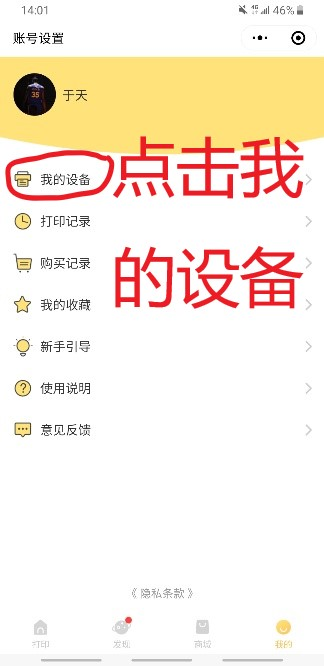 14:01
4G 46%
账号设置
35
于天
我的设备
点击我
打印记录
的设备
购买记录
我的收藏
新手引导
使用说明
意见反馈
《 隐私条款 》
打印 发现 商城 我的